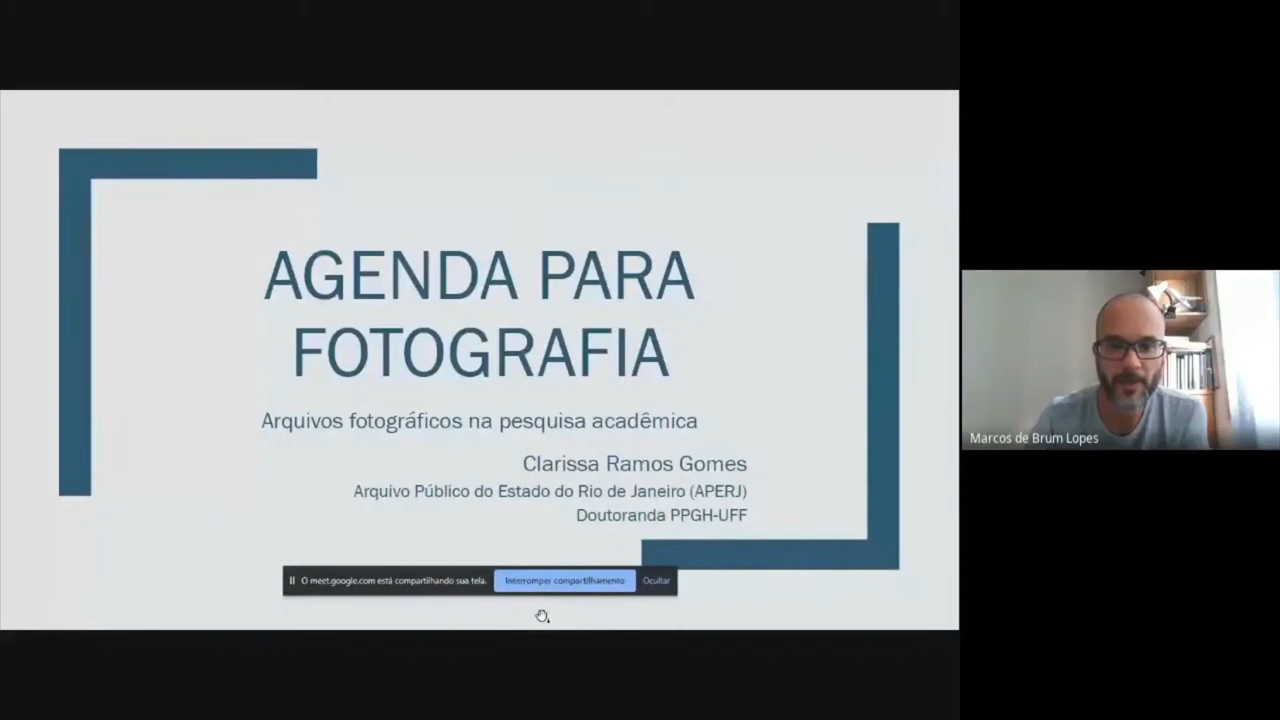 AGENDA PARA
FOTOGRAFIA
Arquivos fotográficos na pesquisa acadêmica
Clarissa Ramos Gomes
Arquivo Público do Estado do Rio de Janeiro (APERJ)
Doutoranda PPGH-UFF
O meet.google.com está compartilhando sua tela. Interromper compartilhamento Ocultar
Marcos de Brum Lopes